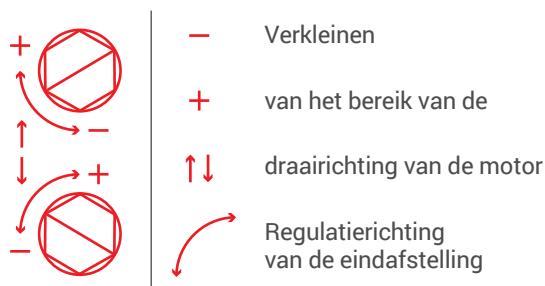 +
−
+
−
− Verkleinen
+ van het bereik van de
↑↓ draairichting van de motor
Regulatierichting
van de eindafstelling